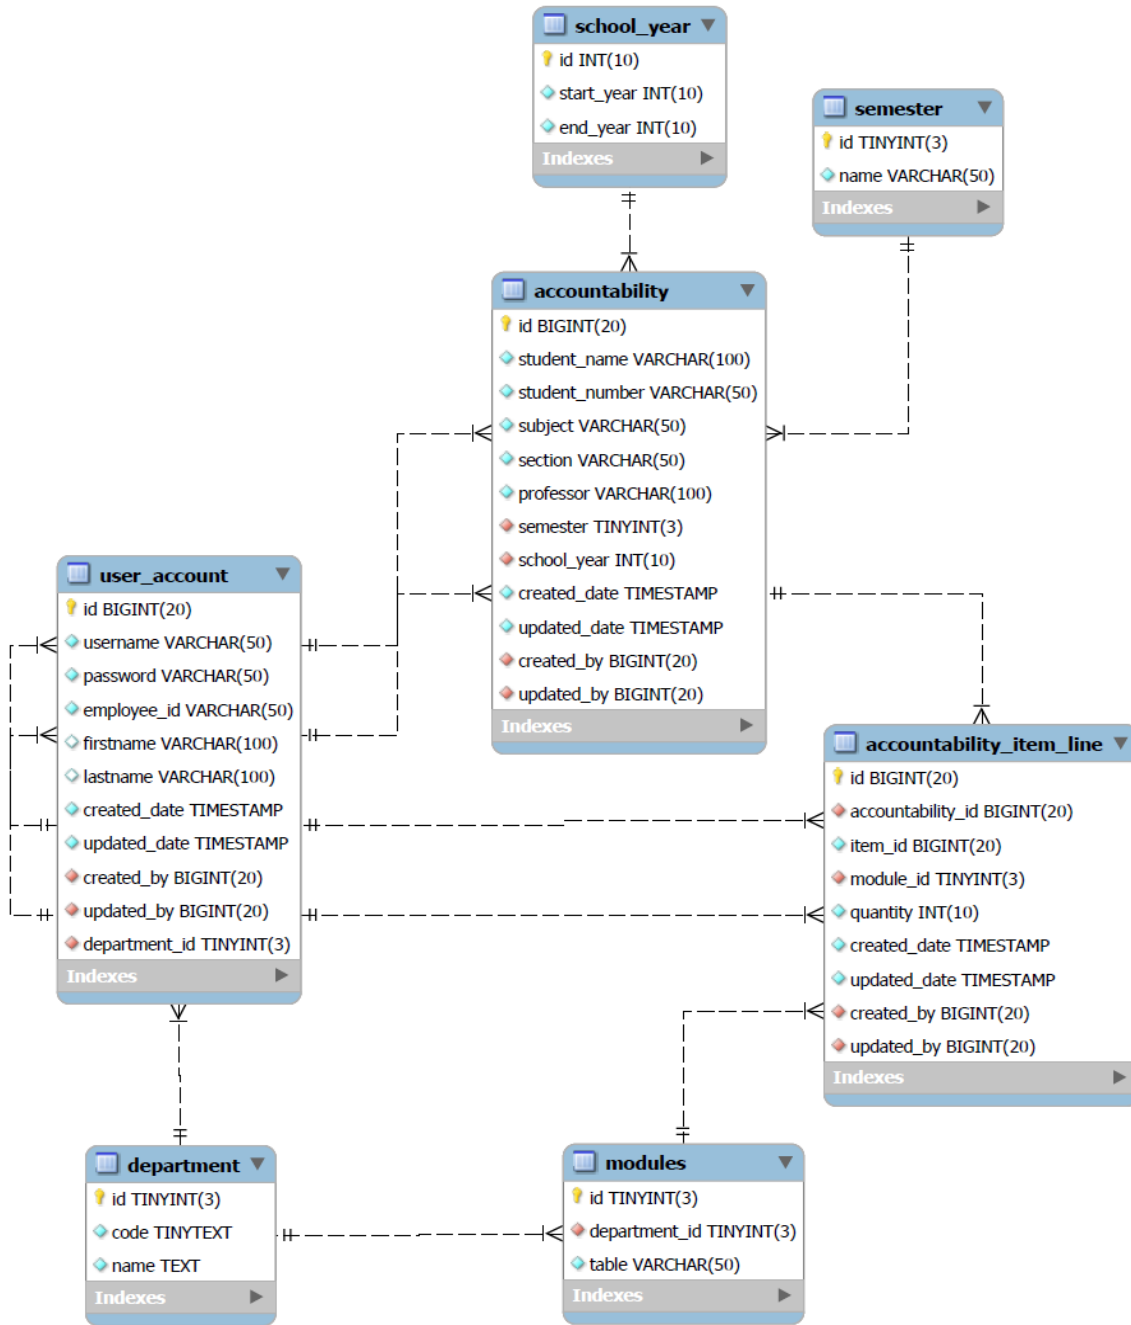 school_year
id INT(10)
start_year INT(10)
end_year INT(10)
Indexes
semester
id TINYINT(3)
name VARCHAR(50)
Indexes
accountability
id BIGINT(20)
student_name VARCHAR(100)
student_number VARCHAR(50)
subject VARCHAR(50)
section VARCHAR(50)
professor VARCHAR(100)
semester TINYINT(3)
school_year INT(10)
created_date TIMESTAMP
updated_date TIMESTAMP
created_by BIGINT(20)
updated_by BIGINT(20)
Indexes
user_account
id BIGINT(20)
username VARCHAR(50)
password VARCHAR(50)
employee_id VARCHAR(50)
firstname VARCHAR(100)
lastname VARCHAR(100)
created_date TIMESTAMP
updated_date TIMESTAMP
created_by BIGINT(20)
updated_by BIGINT(20)
department_id TINYINT(3)
Indexes
accountability_item_line
id BIGINT(20)
accountability_id BIGINT(20)
item_id BIGINT(20)
module_id TINYINT(3)
quantity INT(10)
created_date TIMESTAMP
updated_date TIMESTAMP
created_by BIGINT(20)
updated_by BIGINT(20)
Indexes
department
id TINYINT(3)
code TINYTEXT
name TEXT
Indexes
modules
id TINYINT(3)
department_id TINYINT(3)
table VARCHAR(50)
Indexes